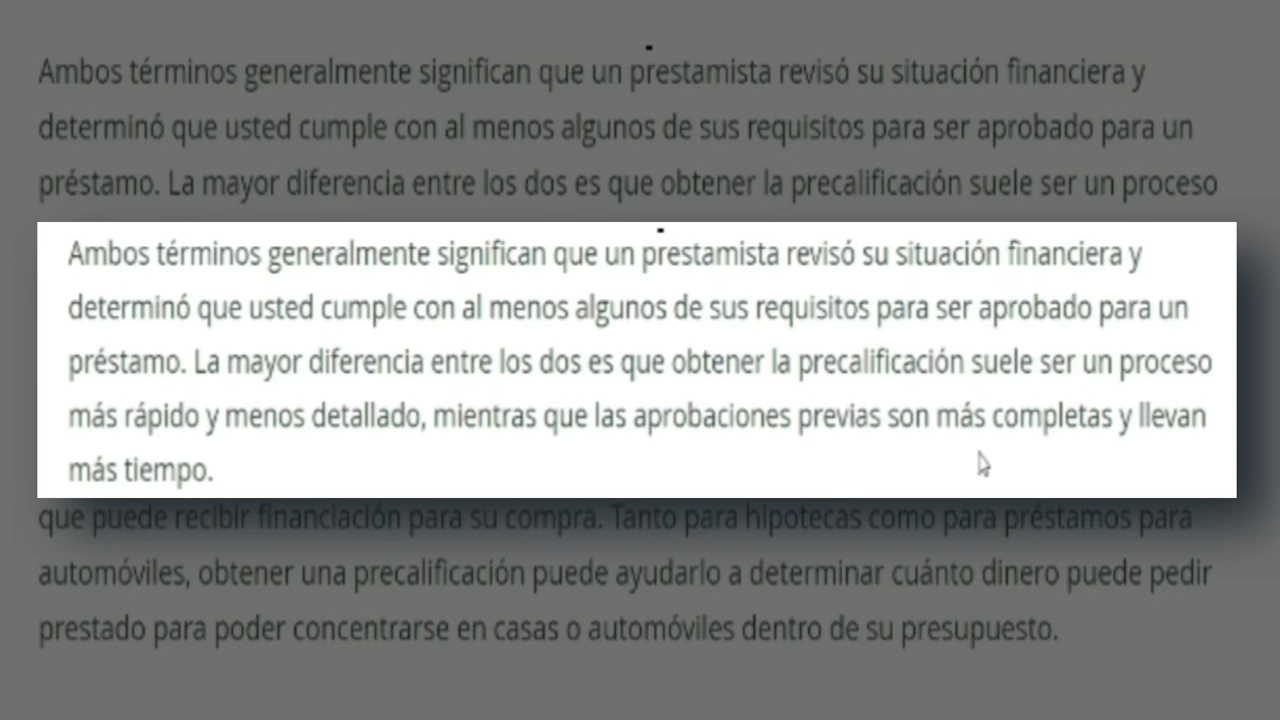 Ambos términos generalmente significan que un prestamista revisó su situación financiera y
determinó que usted cumple con al menos algunos de sus requisitos para ser aprobado para un
préstamo. La mayor diferencia entre los dos es que obtener la precalificación suele ser un proceso
Ambos términos generalmente significan que un prestamista revisó su situación financiera y
determinó que usted cumple con al menos algunos de sus requisitos para ser aprobado para un
préstamo. La mayor diferencia entre los dos es que obtener la precalificación suele ser un proceso
más rápido y menos detallado, mientras que las aprobaciones previas son más completas y llevan
más tiempo.
que puede recibir financiación para su compra. Tanto para hipotecas como para préstamos para
automóviles, obtener una precalificación puede ayudarlo a determinar cuánto dinero puede pedir
prestado para poder concentrarse en casas o automóviles dentro de su presupuesto.